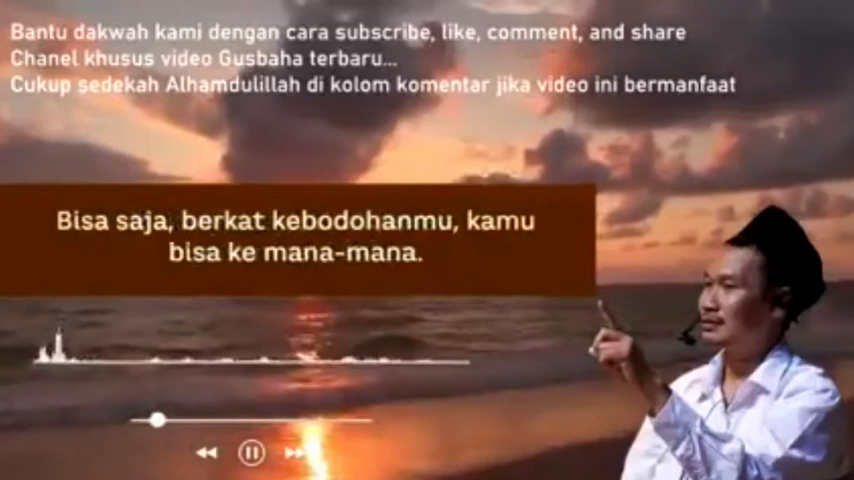 Bantu dakwah kami dengan cara subscribe, like, comment, and share
Chanel khusus video Gusbaha terbaru...
Cukup sedekah Alhamdulillah di kolom komentar jika video ini bermanfaat
Bisa saja, berkat kebodohanmu, kamu
bisa ke mana-mana.